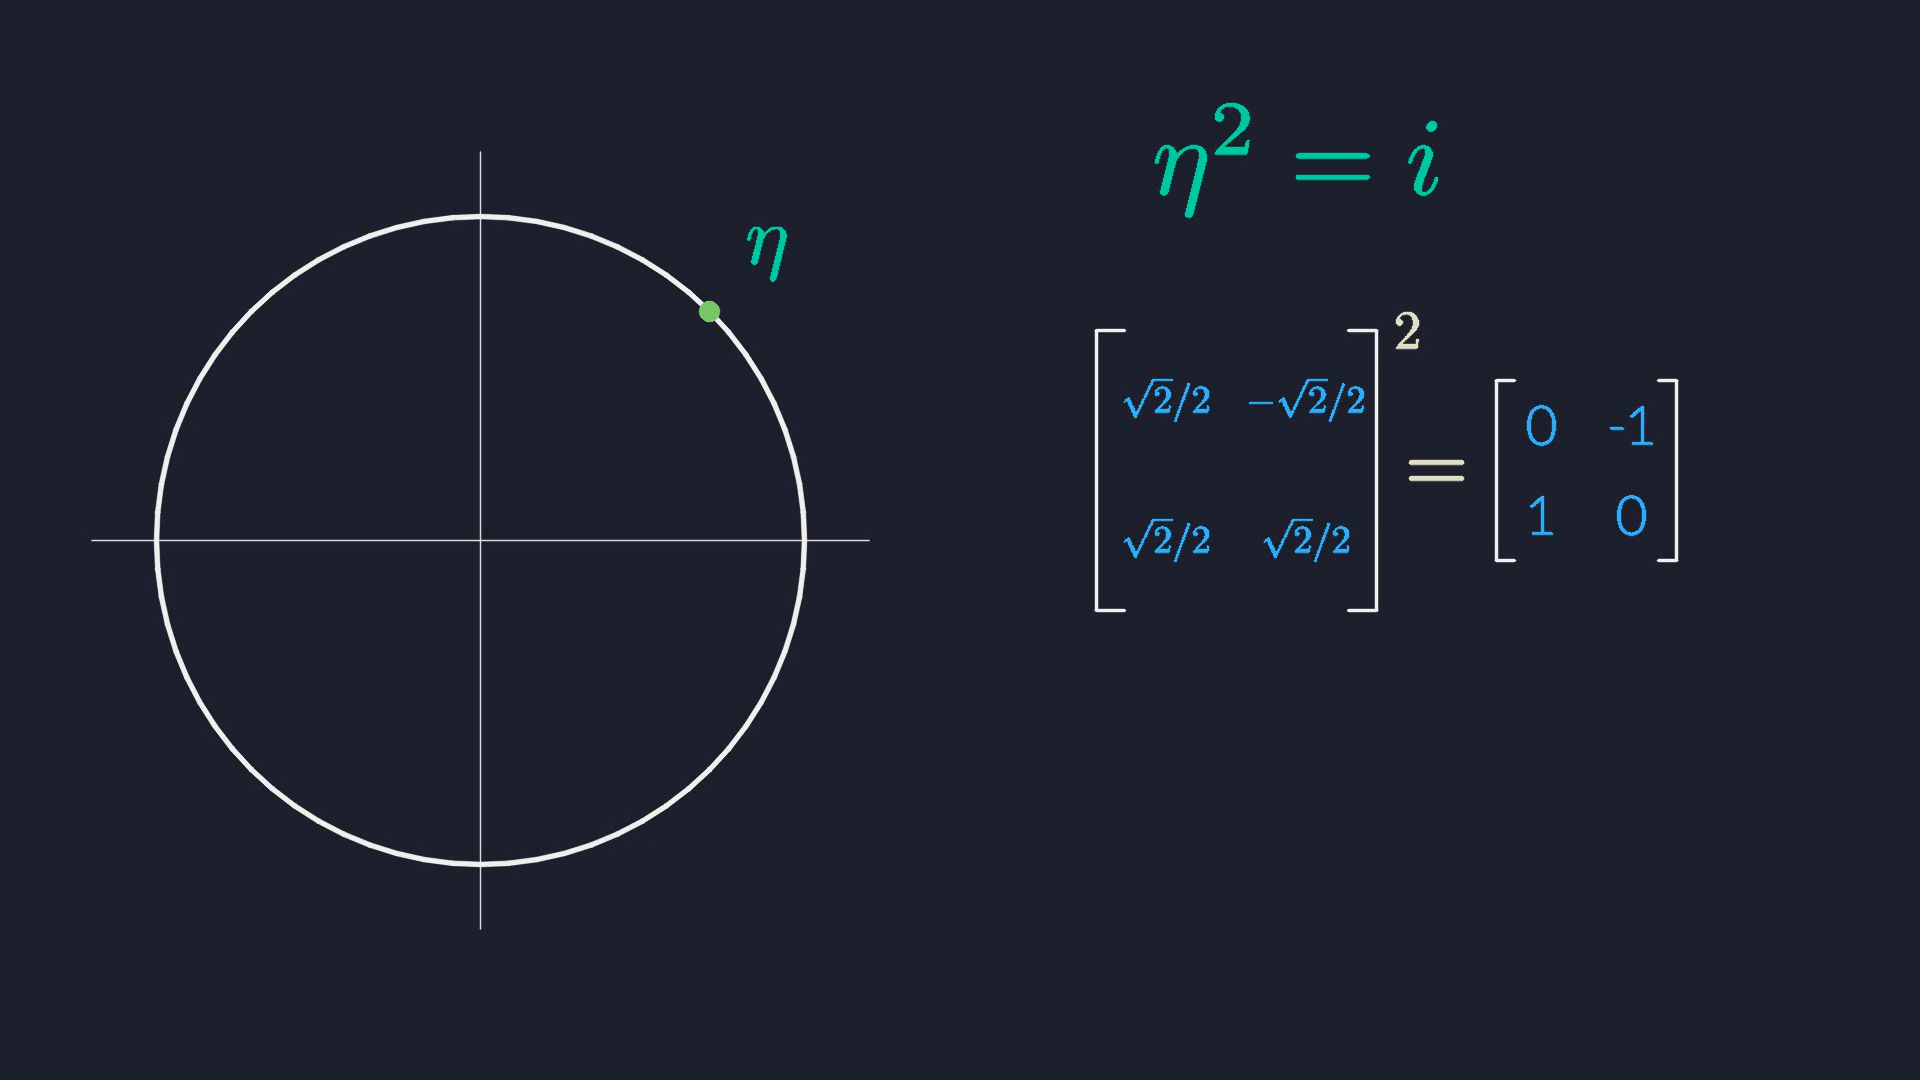 η² = i
η
[ √2/2 -√2/2 ]² = [ 0 -1 ]
[ √2/2 √2/2 ] [ 1 0 ]